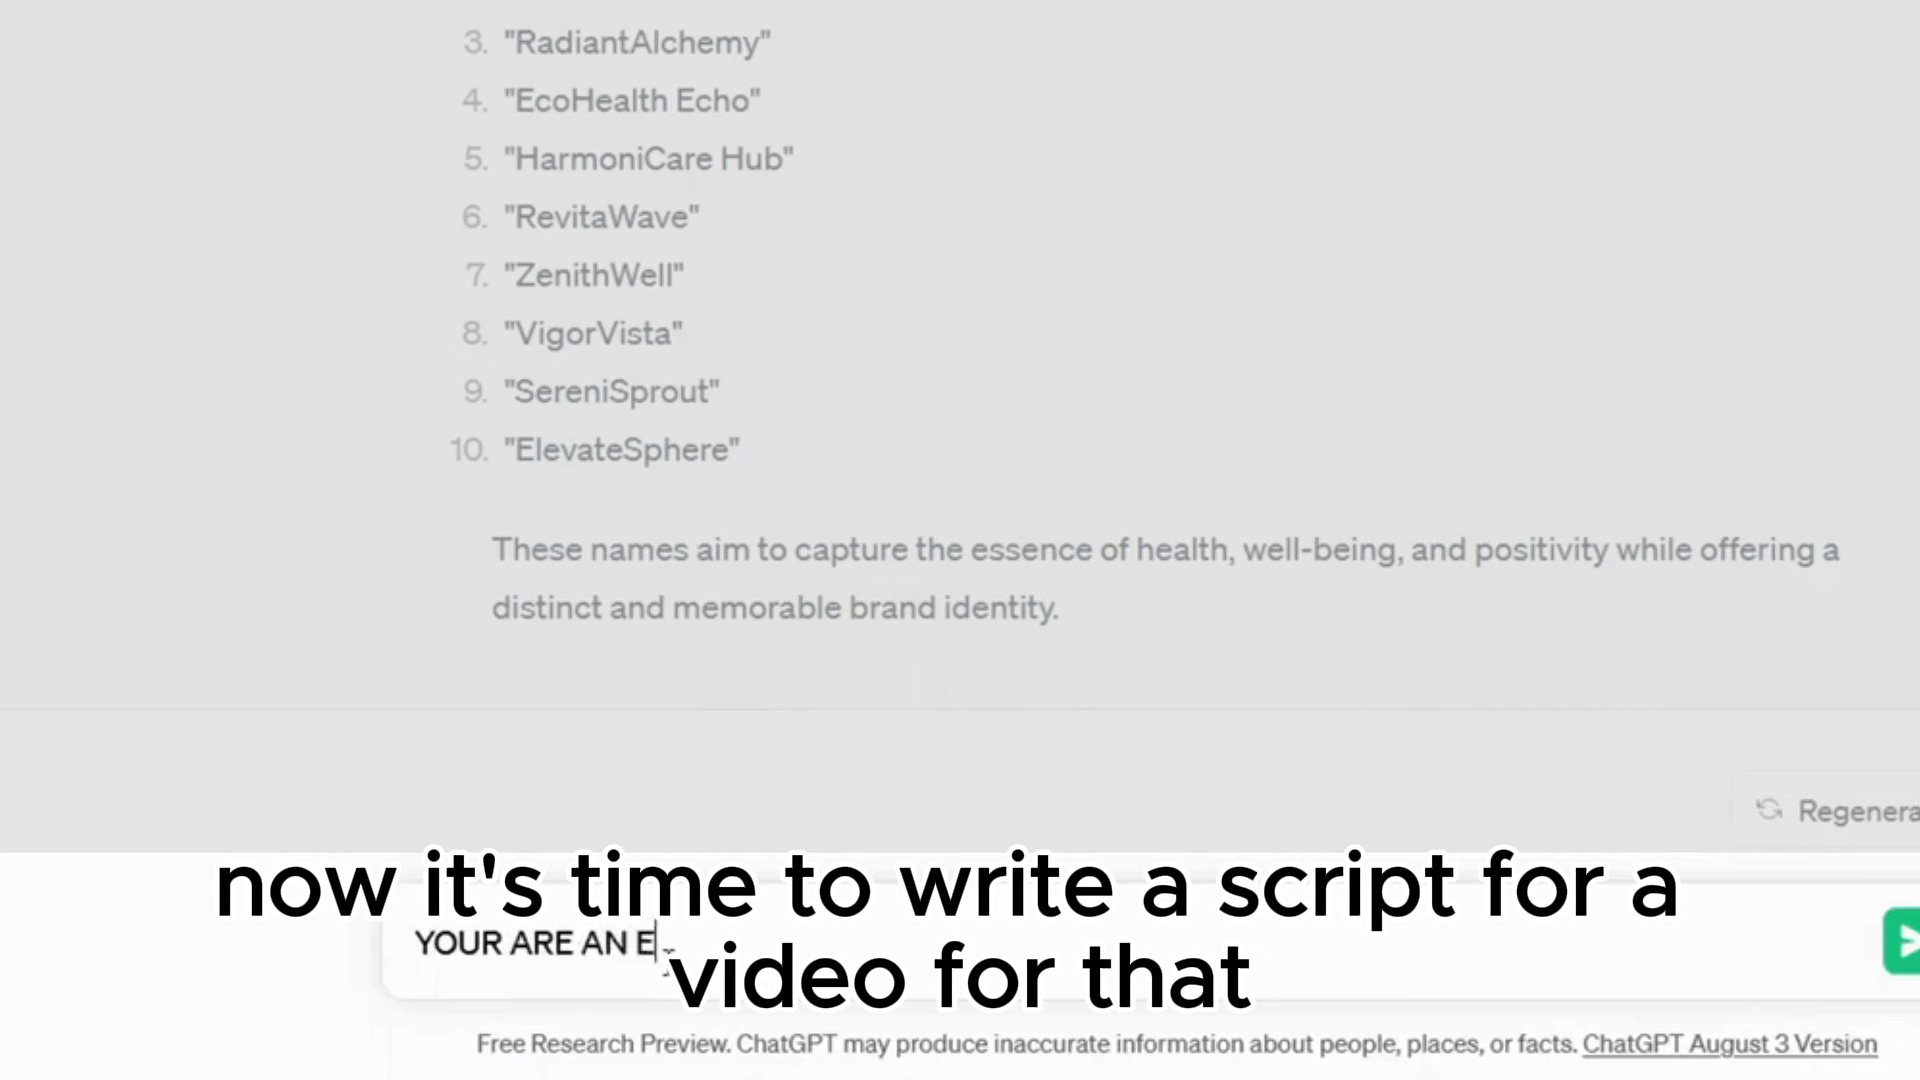 3. "RadiantAlchemy"
4. "EcoHealth Echo"
5. "HarmoniCare Hub"
6. "RevitaWave"
7. "ZenithWell"
8. "VigorVista"
9. "SereniSprout"
10. "ElevateSphere"
These names aim to capture the essence of health, well-being, and positivity while offering a
distinct and memorable brand identity.
Regenera
now it's time to write a script for a
YOUR ARE AN E
video for that
Free Research Preview. ChatGPT may produce inaccurate information about people, places, or facts. ChatGPT August 3 Version